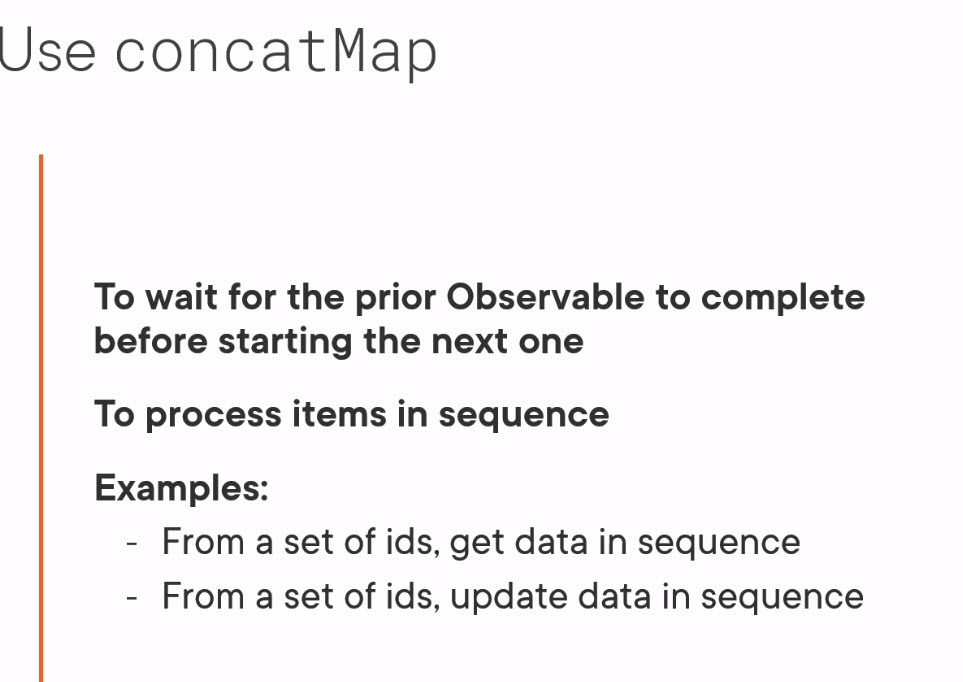 Use concatMap
To wait for the prior Observable to complete
before starting the next one
To process items in sequence
Examples:
- From a set of ids, get data in sequence
- From a set of ids, update data in sequence